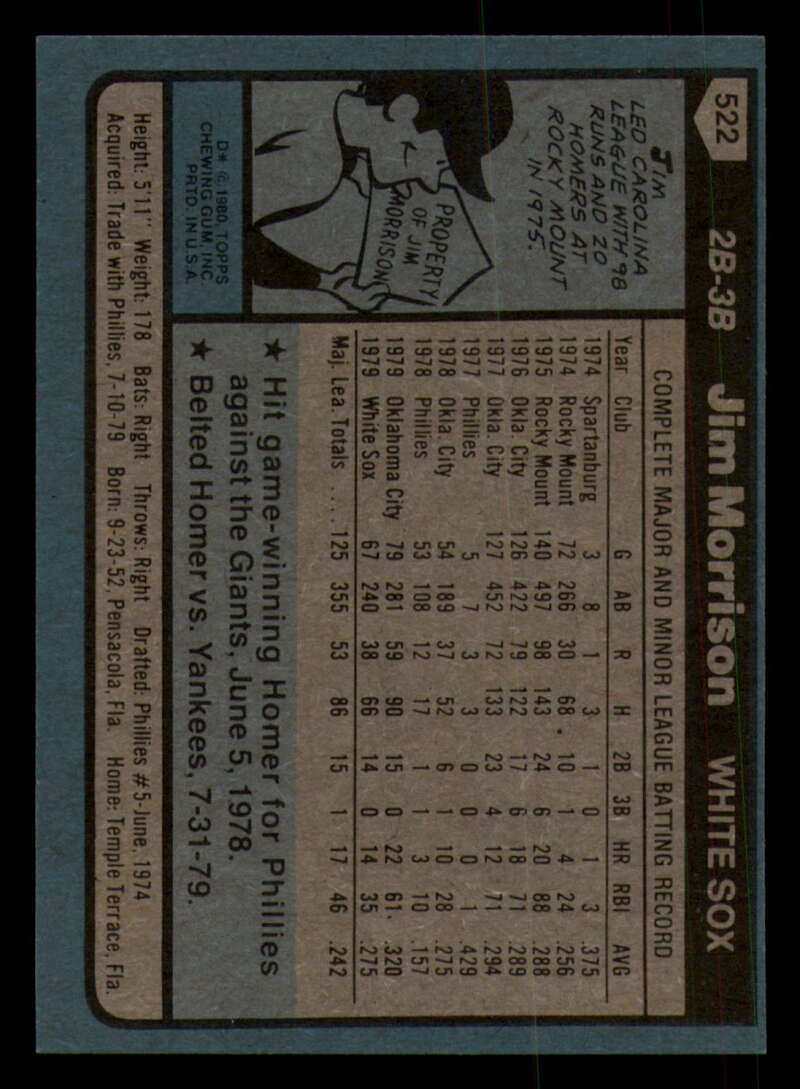 522 2B-3B Jim Morrison WHITE SOX
JIM
LED CAROLINA
LEAGUE WITH 98
RUNS AND 20
HOMERS AT
ROCKY MOUNT
IN 1975.
PROPERTY
OF JIM
MORRISON
D* © 1980 TOPPS
CHEWING GUM, INC.
PRTD. IN U.S.A.
COMPLETE MAJOR AND MINOR LEAGUE BATTING RECORD
Year Club G AB R H 2B 3B HR RBI AVG
1974 Spartanburg 3 8 1 3 1 0 1 3 .375
1974 Rocky Mount 72 266 30 68 10 1 4 24 .256
1975 Rocky Mount 140 497 98 143 24 6 20 88 .288
1976 Okla. City 126 422 79 122 17 6 18 71 .289
1977 Okla. City 127 452 72 133 23 4 12 71 .294
1977 Phillies 5 7 3 3 0 0 0 1 .429
1978 Okla. City 54 189 37 52 6 1 10 28 .275
1978 Phillies 53 108 12 17 1 1 3 10 .157
1979 Oklahoma City 79 281 59 90 15 0 22 61 .320
1979 White Sox 67 240 38 66 14 0 14 35 .275
Maj. Lea. Totals .... 125 355 53 86 15 1 17 46 .242
★ Hit game-winning Homer for Phillies
against the Giants, June 5, 1978.
★ Belted Homer vs. Yankees, 7-31-79.
Height: 5'11" Weight: 178 Bats: Right Throws: Right Drafted: Phillies #5-June, 1974
Acquired: Trade with Phillies, 7-10-79 Born: 9-23-52, Pensacola, Fla. Home: Temple Terrace, Fla.